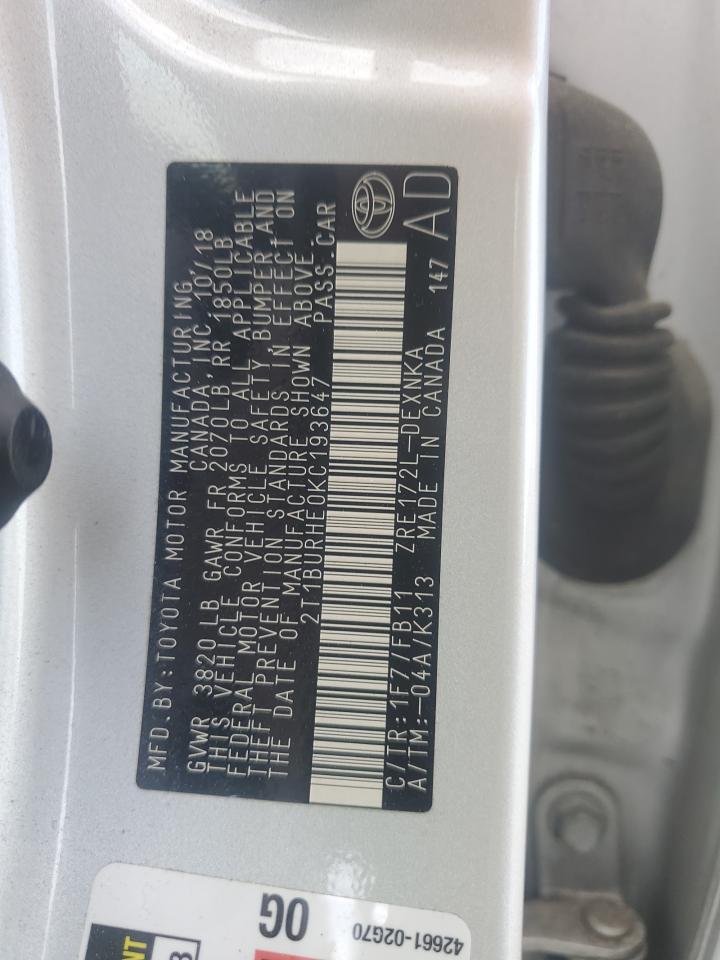 MFD.BY:TOYOTA MOTOR MANUFACTURING
CANADA, INC 10/18
GVWR 3820 LB GAWR FR 2070LB RR 1850LB
THIS VEHICLE CONFORMS TO ALL APPLICABLE
FEDERAL MOTOR VEHICLE SAFETY, BUMPER AND
THEFT PREVENTION STANDARDS IN EFFECT ON
THE DATE OF MANUFACTURE SHOWN ABOVE.
2T1BURHE0KC193647 PASS.CAR
C/TR:1F7/FB11 ZRE172L-DEXNKA
A/TM:-04A/K313 MADE IN CANADA 147 AD
0G
42661-02G70